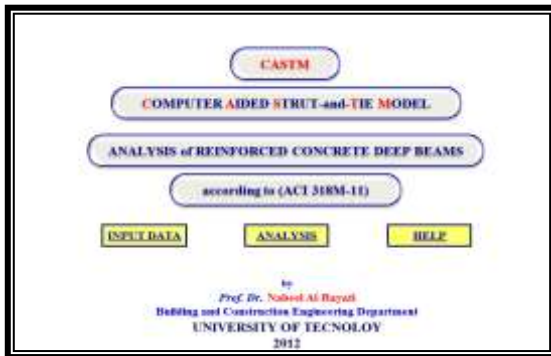 CASTM
COMPUTER AIDED STRUT-and-TIE MODEL
ANALYSIS of REINFORCED CONCRETE DEEP BEAMS
according to (ACI 318M-11)
INPUT DATA ANALYSIS HELP
by
Prof. Dr. Nabeel Al-Bayati
Building and Construction Engineering Department
UNIVERSITY OF TECNOLOY
2012